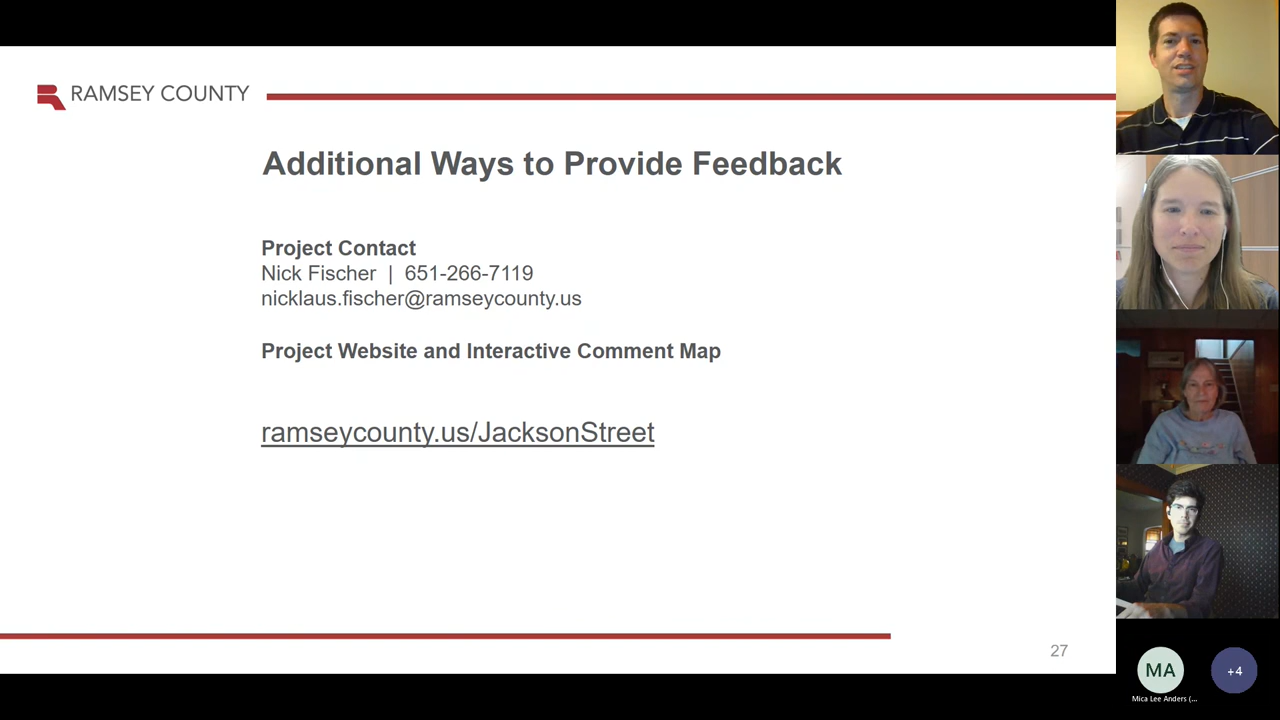 RAMSEY COUNTY
Additional Ways to Provide Feedback
Project Contact
Nick Fischer | 651-266-7119
nicklaus.fischer@ramseycounty.us
Project Website and Interactive Comment Map
ramseycounty.us/JacksonStreet
27
MA
+4
Mica Lee Anders (...